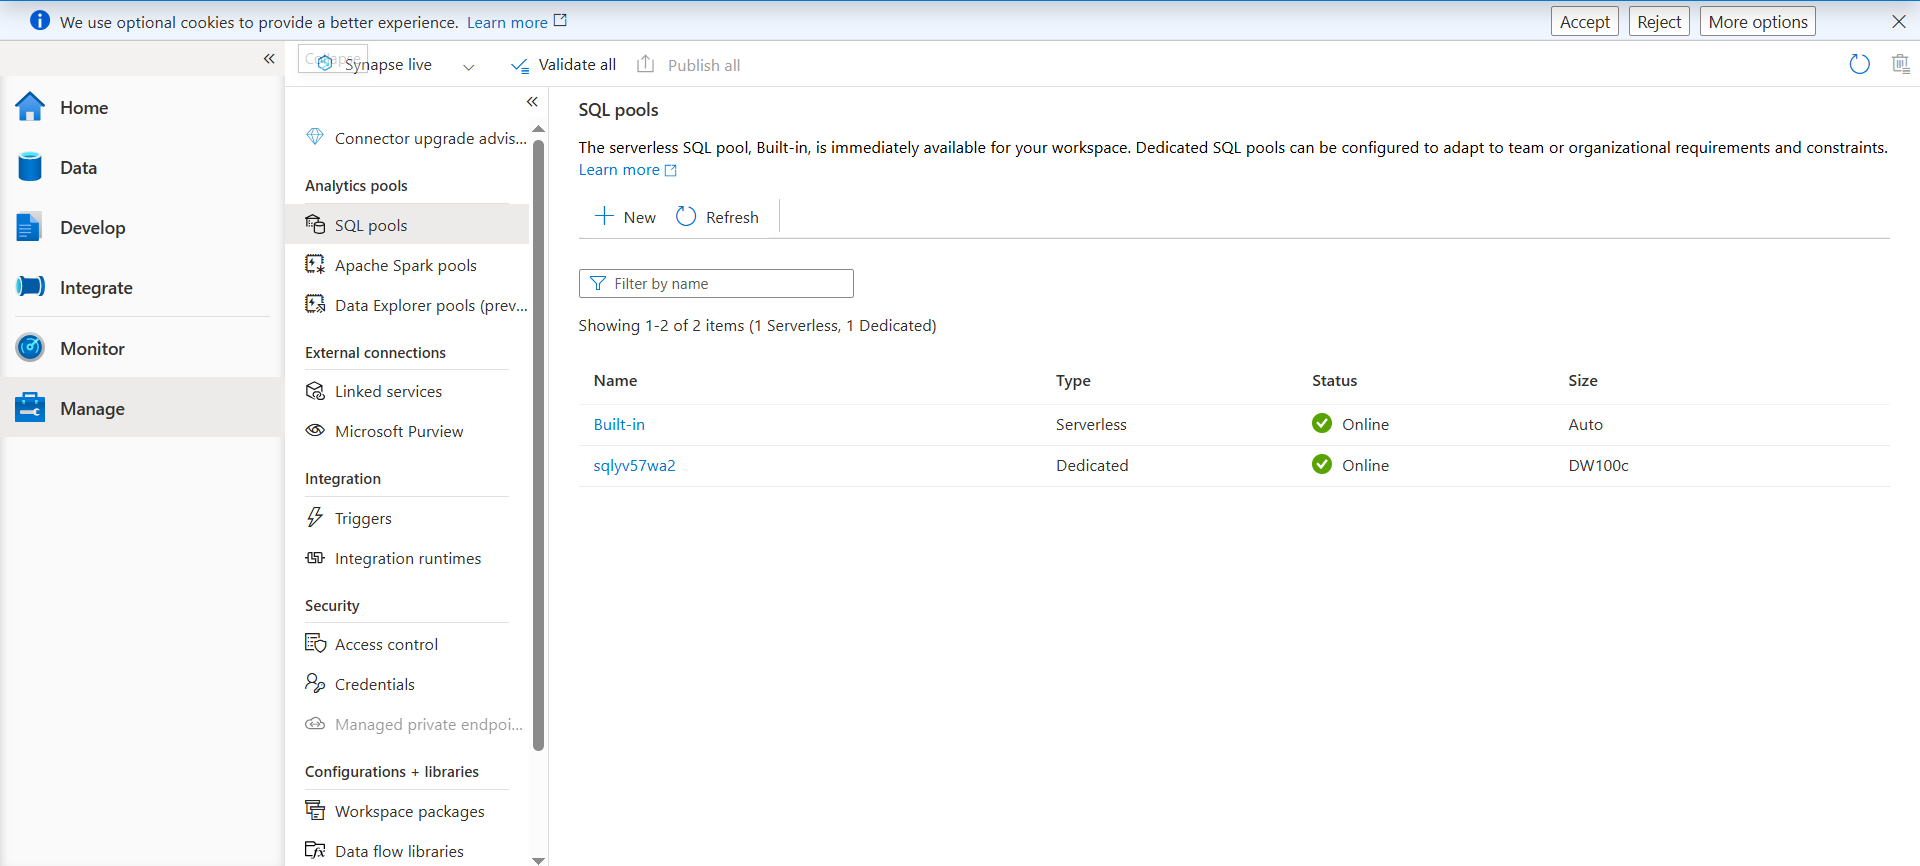 We use optional cookies to provide a better experience. Learn more
Accept
Reject
More options
Synapse live
Validate all
Publish all
Home
Data
Develop
Integrate
Monitor
Manage
Connector upgrade advis...
Analytics pools
SQL pools
Apache Spark pools
Data Explorer pools (prev...
External connections
Linked services
Microsoft Purview
Integration
Triggers
Integration runtimes
Security
Access control
Credentials
Managed private endpoi...
Configurations + libraries
Workspace packages
Data flow libraries
SQL pools
The serverless SQL pool, Built-in, is immediately available for your workspace. Dedicated SQL pools can be configured to adapt to team or organizational requirements and constraints.
Learn more
New
Refresh
Filter by name
Showing 1-2 of 2 items (1 Serverless, 1 Dedicated)
Name Type Status Size
Built-in Serverless Online Auto
sqlyv57wa2 Dedicated Online DW100c